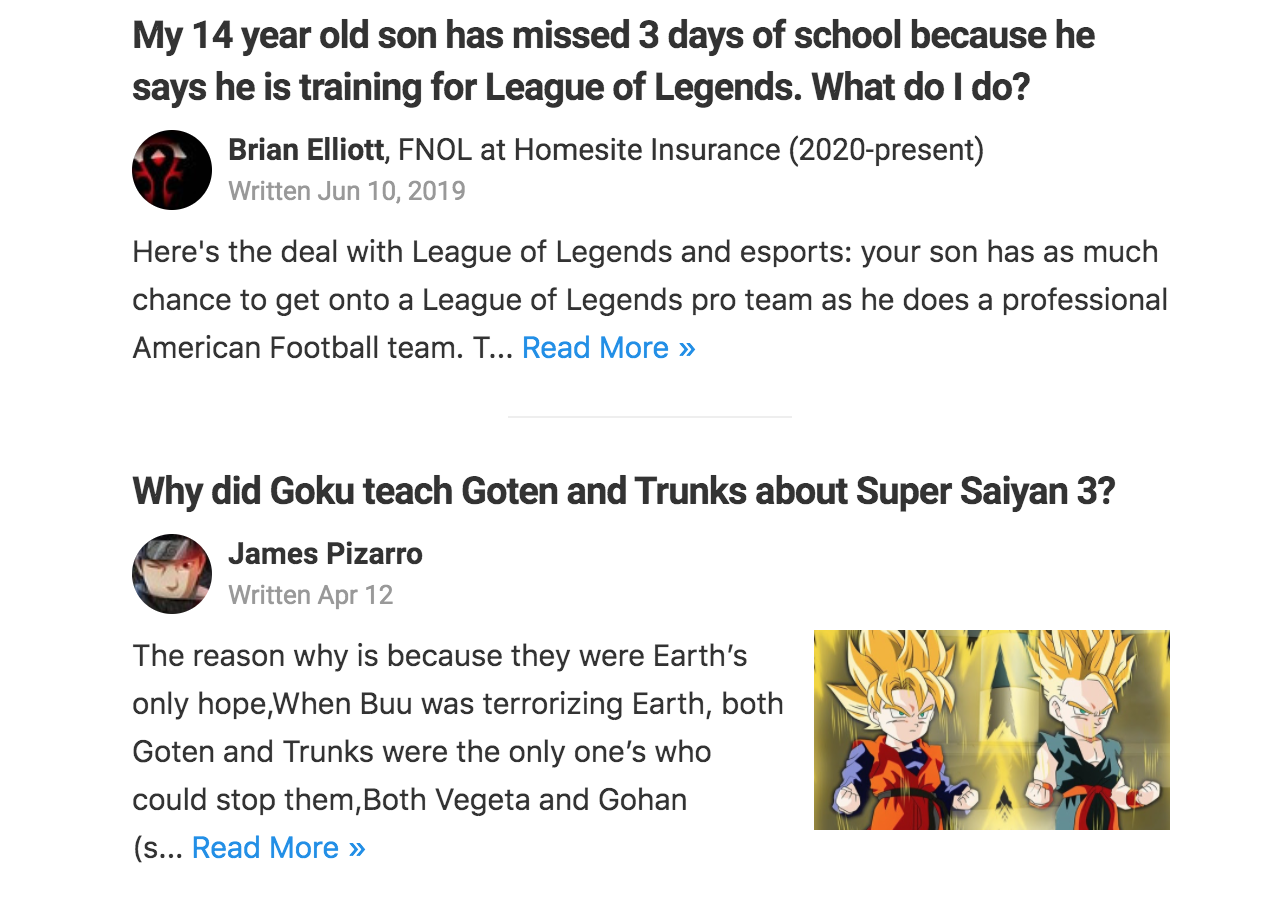 My 14 year old son has missed 3 days of school because he
says he is training for League of Legends. What do I do?
Brian Elliott, FNOL at Homesite Insurance (2020-present)
Written Jun 10, 2019
Here's the deal with League of Legends and esports: your son has as much
chance to get onto a League of Legends pro team as he does a professional
American Football team. T... Read More »
Why did Goku teach Goten and Trunks about Super Saiyan 3?
James Pizarro
Written Apr 12
The reason why is because they were Earth’s
only hope,When Buu was terrorizing Earth, both
Goten and Trunks were the only one’s who
could stop them,Both Vegeta and Gohan
(s... Read More »